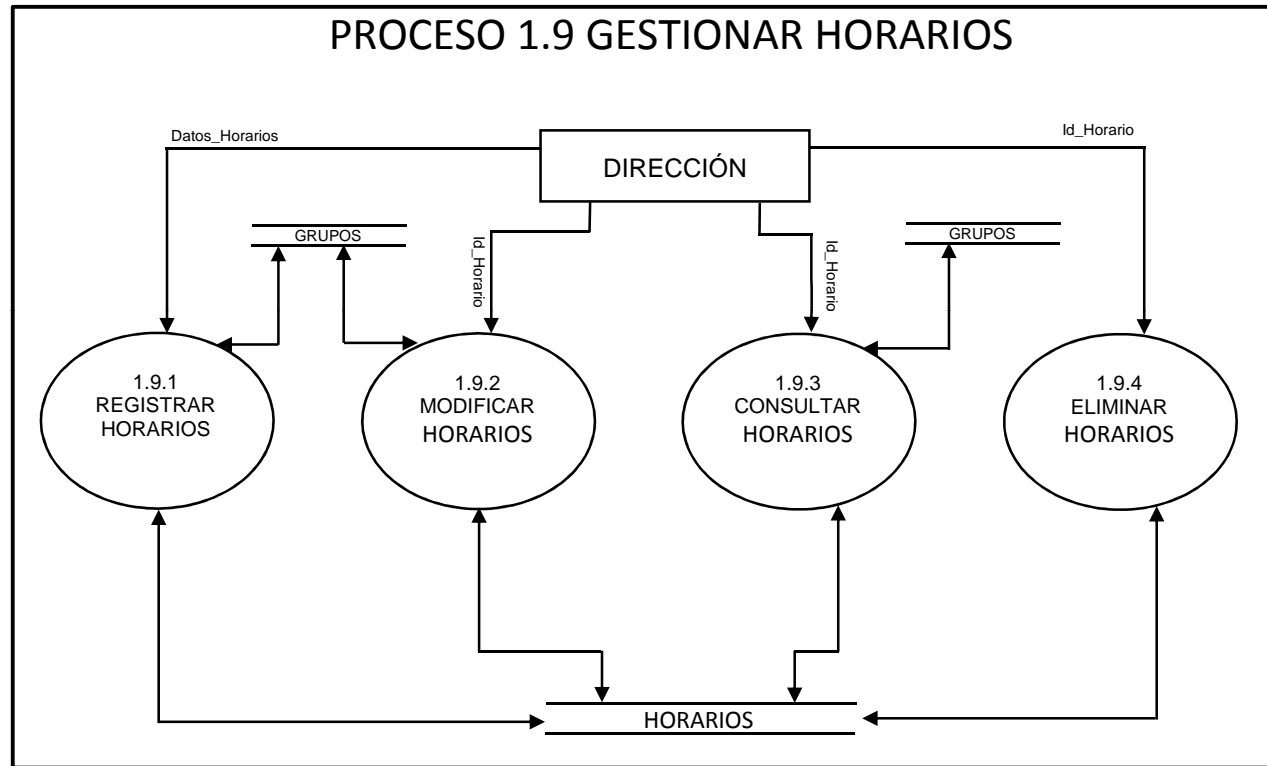 PROCESO 1.9 GESTIONAR HORARIOS
Datos_Horarios
Id_Horario
DIRECCIÓN
GRUPOS
Id_Horario
Id_Horario
GRUPOS
1.9.1
REGISTRAR
HORARIOS
1.9.2
MODIFICAR
HORARIOS
1.9.3
CONSULTAR
HORARIOS
1.9.4
ELIMINAR
HORARIOS
HORARIOS